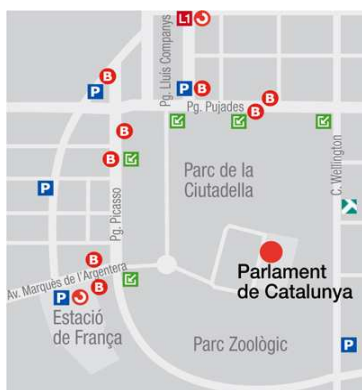 L1
Pg. Lluís Companys
B
P
P
B
B
Pg. Pujades
B
B
B
Parc de la
Ciutadella
C. Wellington
P
Pg. Picasso
Av. Marquès de l'Argentera
B
B
P
Parlament
de Catalunya
Estació
de França
Parc Zoològic
P